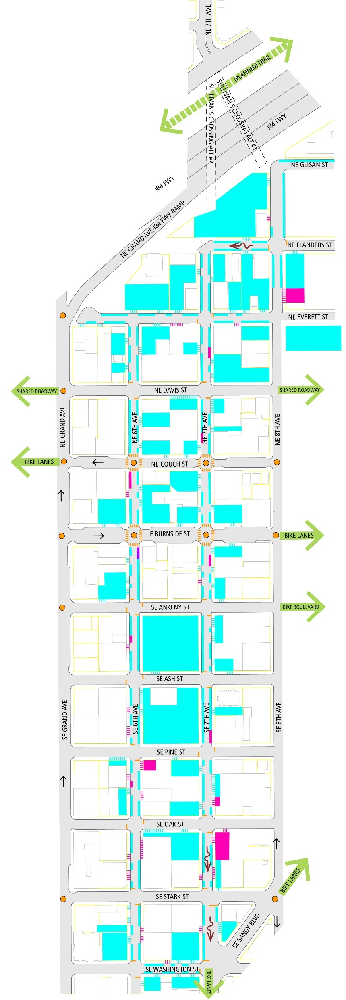 NE 7TH AVE
(PLANNED) TRAIL
SULLIVAN'S CROSSING ALT #1
SULLIVAN'S CROSSING ALT #2
I84 FWY
NE GLISAN ST
I84 FWY
NE GRAND AVE-I84 FWY RAMP
NE FLANDERS ST
NE EVERETT ST
SHARED ROADWAY
NE DAVIS ST
SHARED ROADWAY
NE GRAND AVE
NE 6TH AVE
NE 7TH AVE
NE 8TH AVE
BIKE LANES
NE COUCH ST
E BURNSIDE ST
BIKE LANES
SE ANKENY ST
BIKE BOULEVARD
SE ASH ST
SE GRAND AVE
SE 6TH AVE
SE 7TH AVE
SE 8TH AVE
SE PINE ST
SE OAK ST
BIKE LANES
SE STARK ST
SE SANDY BLVD
SE WASHINGTON ST
BIKE LANES